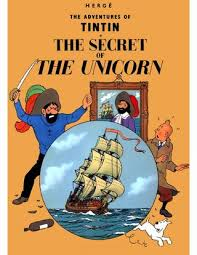 HERGÉ
THE ADVENTURES OF
TINTIN
THE SECRET
OF
THE UNICORN